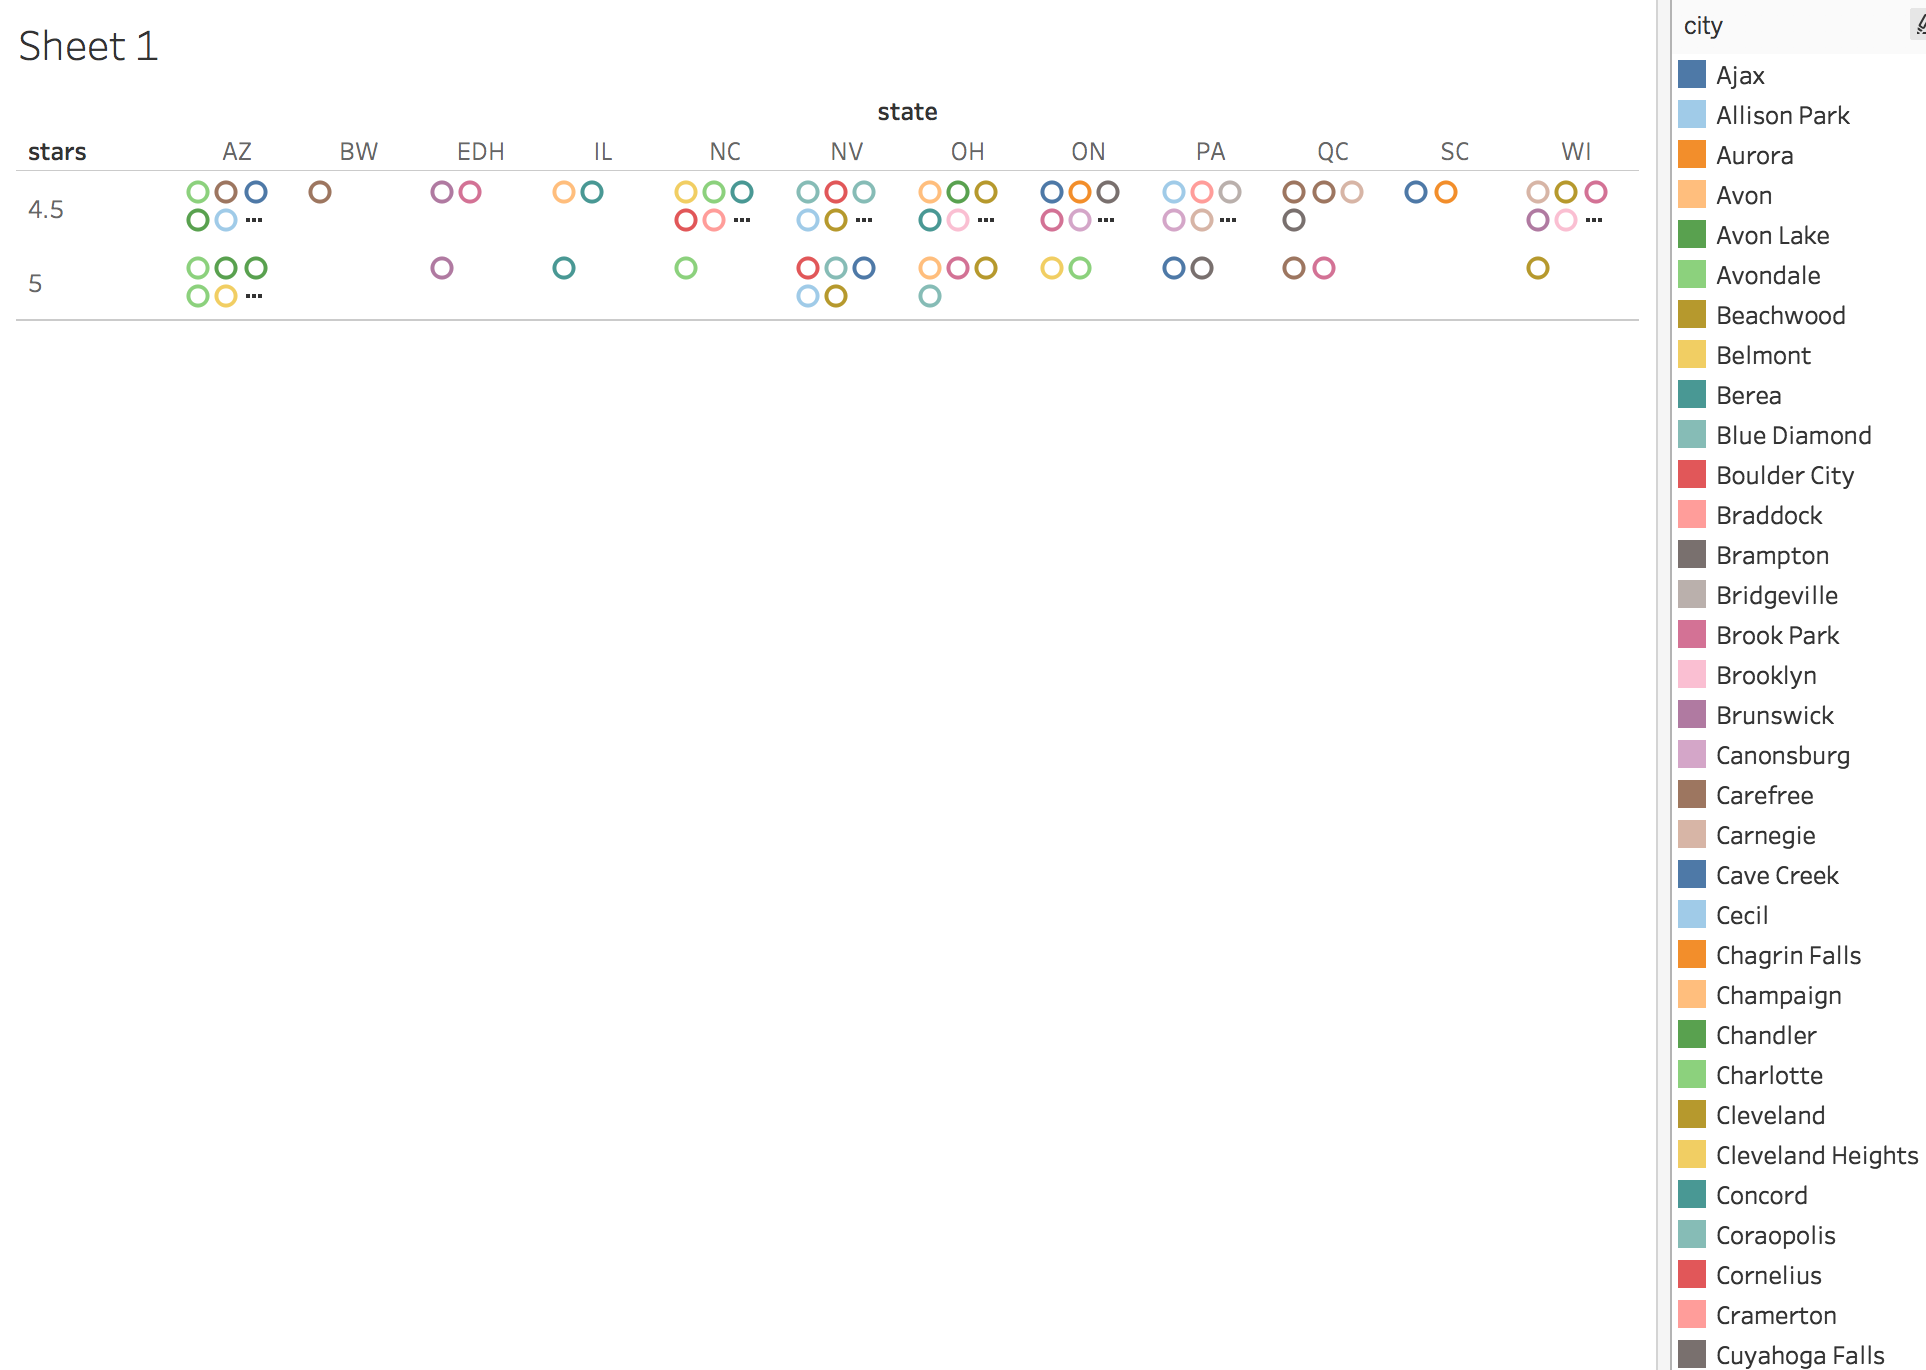 Sheet 1
state
stars AZ BW EDH IL NC NV OH ON PA QC SC WI
4.5
5
city
Ajax
Allison Park
Aurora
Avon
Avon Lake
Avondale
Beachwood
Belmont
Berea
Blue Diamond
Boulder City
Braddock
Brampton
Bridgeville
Brook Park
Brooklyn
Brunswick
Canonsburg
Carefree
Carnegie
Cave Creek
Cecil
Chagrin Falls
Champaign
Chandler
Charlotte
Cleveland
Cleveland Heights
Concord
Coraopolis
Cornelius
Cramerton
Cuyahoga Falls